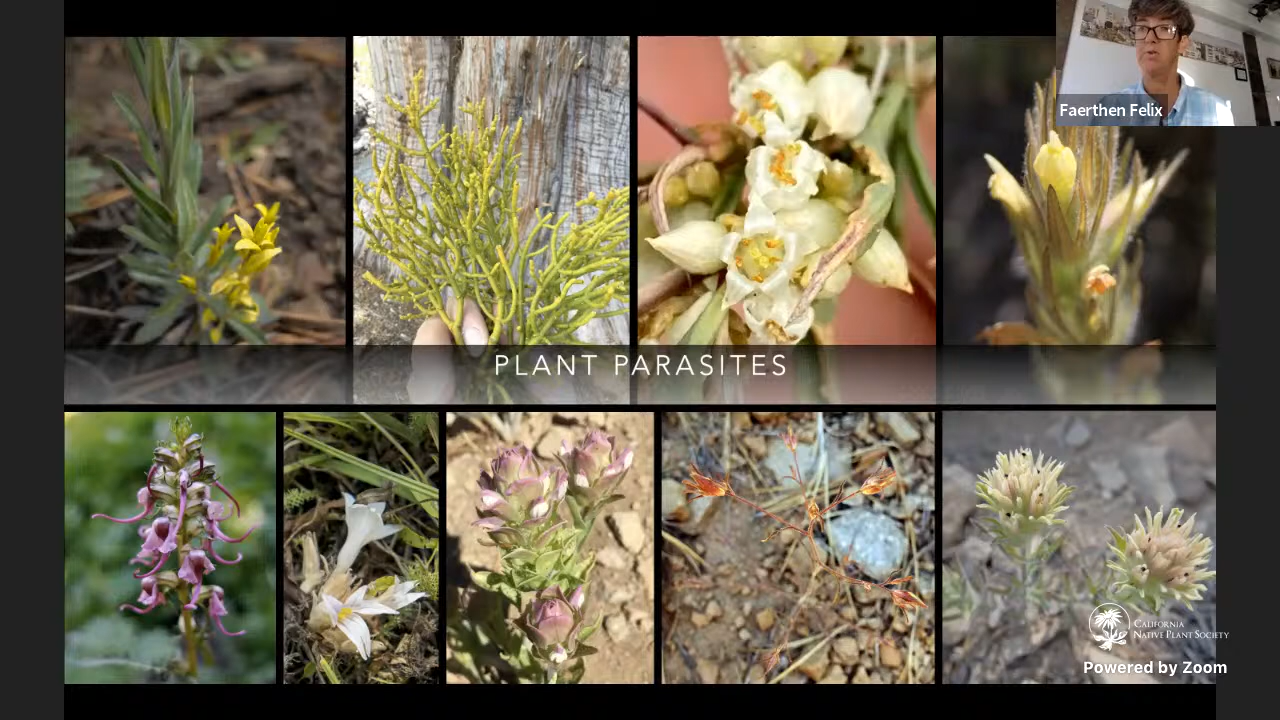 Faerthen Felix
PLANT PARASITES
CALIFORNIA
NATIVE PLANT SOCIETY
Powered by Zoom